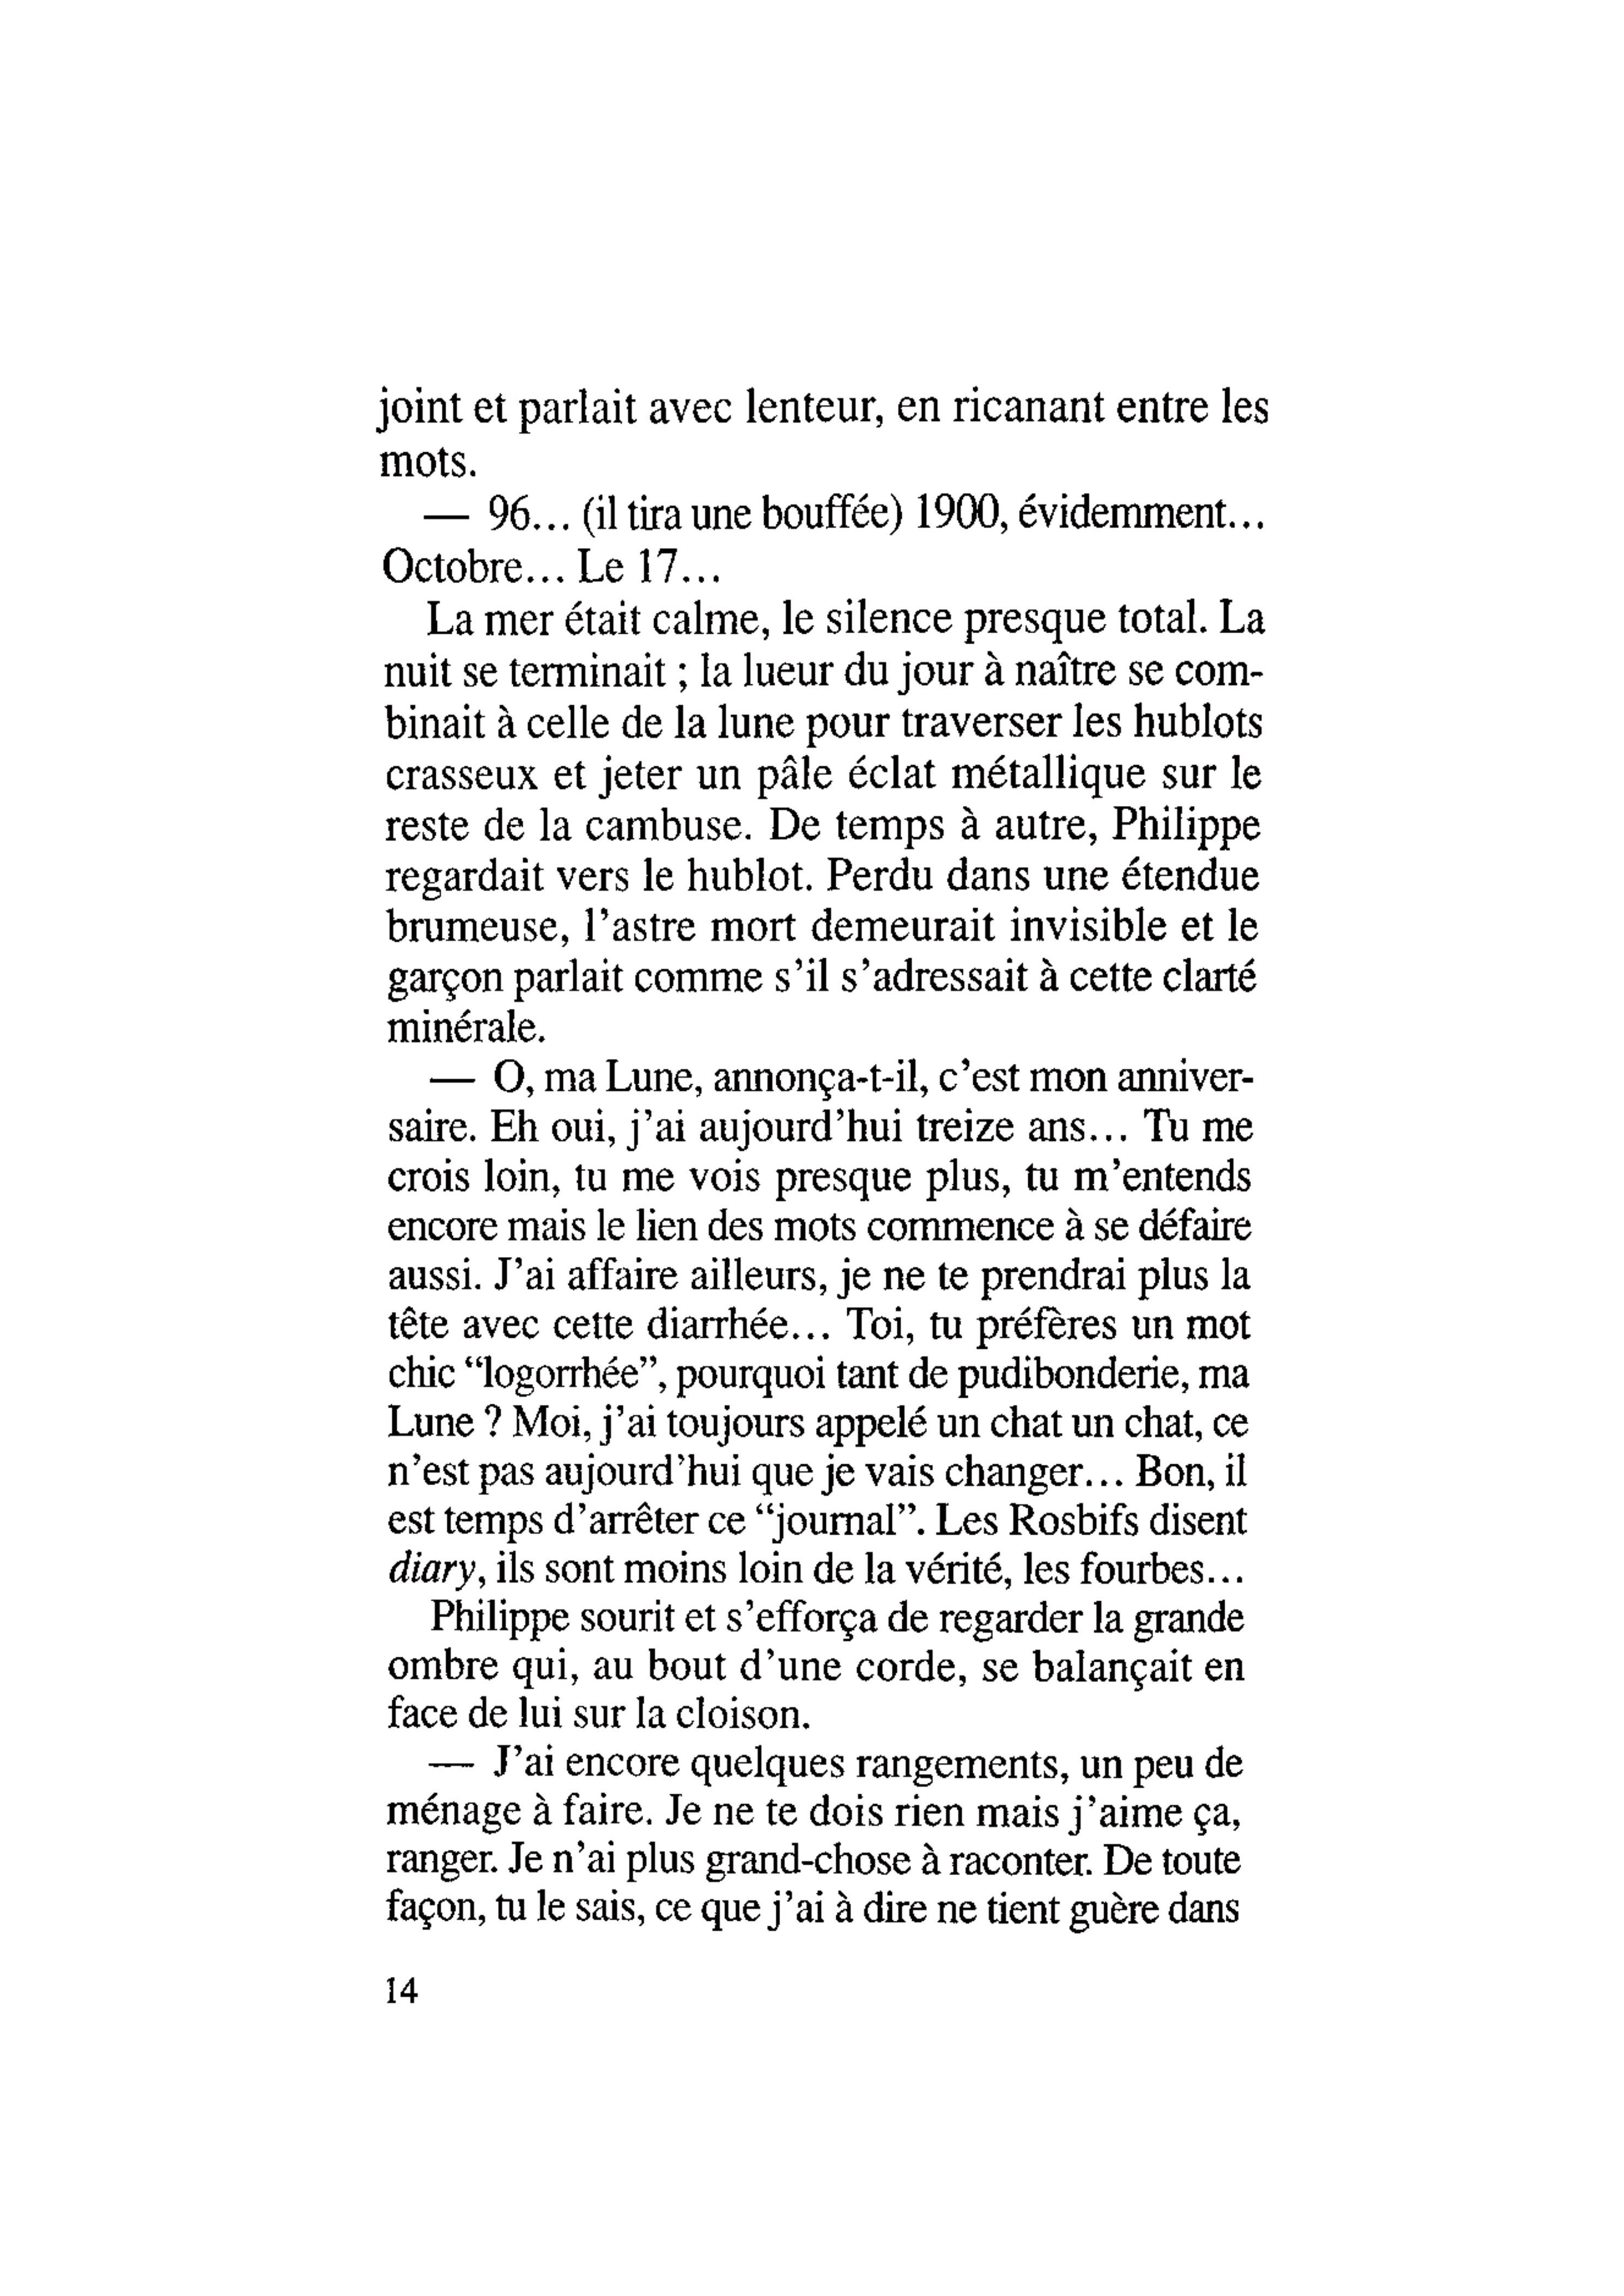 joint et parlait avec lenteur, en ricanant entre les
mots.
— 96... (il tira une bouffée) 1900, évidemment...
Octobre... Le 17...
La mer était calme, le silence presque total. La
nuit se terminait ; la lueur du jour à naître se com-
binait à celle de la lune pour traverser les hublots
crasseux et jeter un pâle éclat métallique sur le
reste de la cambuse. De temps à autre, Philippe
regardait vers le hublot. Perdu dans une étendue
brumeuse, l’astre mort demeurait invisible et le
garçon parlait comme s’il s’adressait à cette clarté
minérale.
— O, ma Lune, annonça-t-il, c’est mon anniver-
saire. Eh oui, j’ai aujourd’hui treize ans... Tu me
crois loin, tu me vois presque plus, tu m’entends
encore mais le lien des mots commence à se défaire
aussi. J’ai affaire ailleurs, je ne te prendrai plus la
tête avec cette diarrhée... Toi, tu préfères un mot
chic “logorrhée”, pourquoi tant de pudibonderie, ma
Lune ? Moi, j’ai toujours appelé un chat un chat, ce
n’est pas aujourd’hui que je vais changer... Bon, il
est temps d’arrêter ce “journal”. Les Rosbifs disent
diary, ils sont moins loin de la vérité, les fourbes...
Philippe sourit et s’efforça de regarder la grande
ombre qui, au bout d’une corde, se balançait en
face de lui sur la cloison.
— J’ai encore quelques rangements, un peu de
ménage à faire. Je ne te dois rien mais j’aime ça,
ranger. Je n’ai plus grand-chose à raconter. De toute
façon, tu le sais, ce que j’ai à dire ne tient guère dans
14